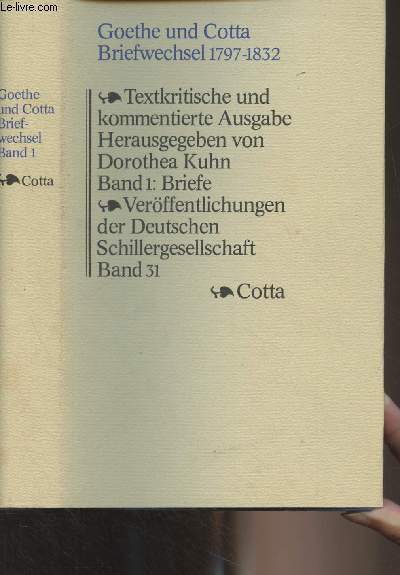 Le-livre.com
Goethe und Cotta
Briefwechsel 1797-1832
Textkritische und
kommentierte Ausgabe
Herausgegeben von
Dorothea Kuhn
Band 1: Briefe
Veröffentlichungen
der Deutschen
Schillergesellschaft
Band 31
Cotta
Goethe
und Cotta
Brief-
wechsel
Band 1
Cotta